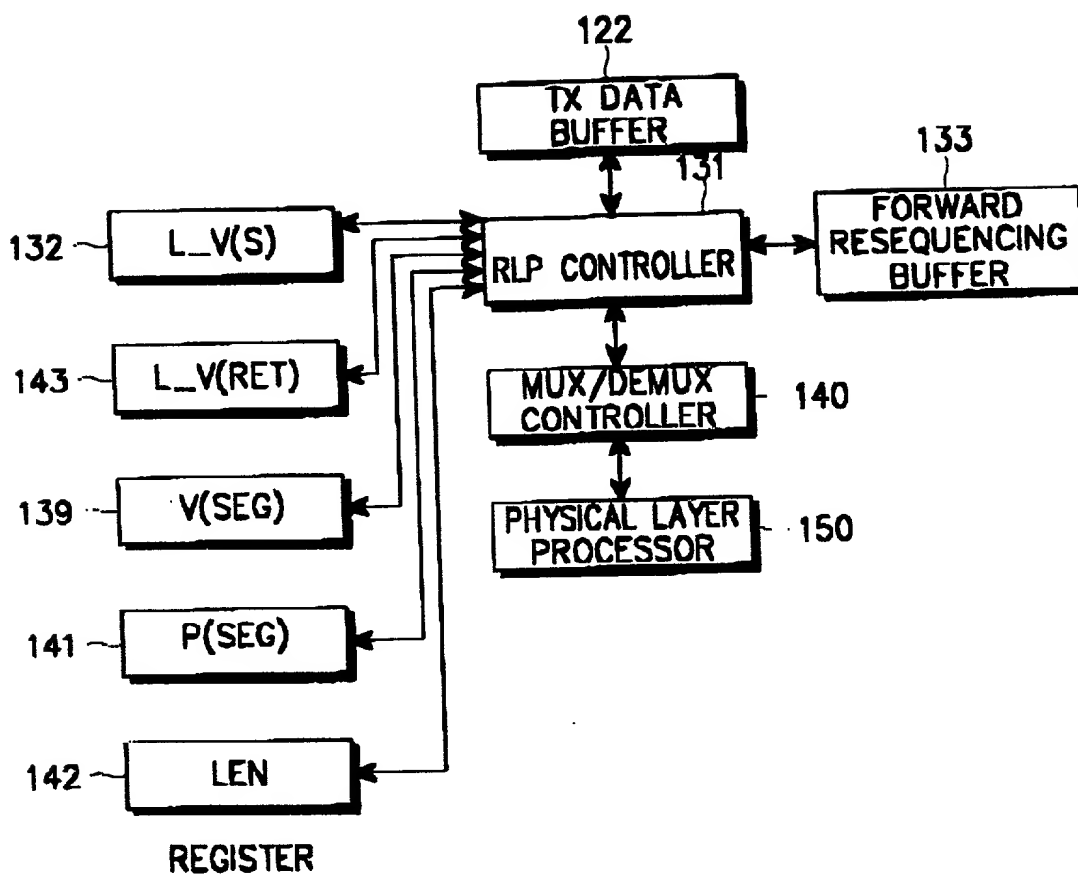 122
TX DATA
BUFFER
131
133
FORWARD
RESEQUENCING
BUFFER
132
L_V(S)
RLP CONTROLLER
143
L_V(RET)
MUX/DEMUX
CONTROLLER
140
139
V(SEG)
PHYSICAL LAYER
PROCESSOR
150
141
P(SEG)
142
LEN
REGISTER